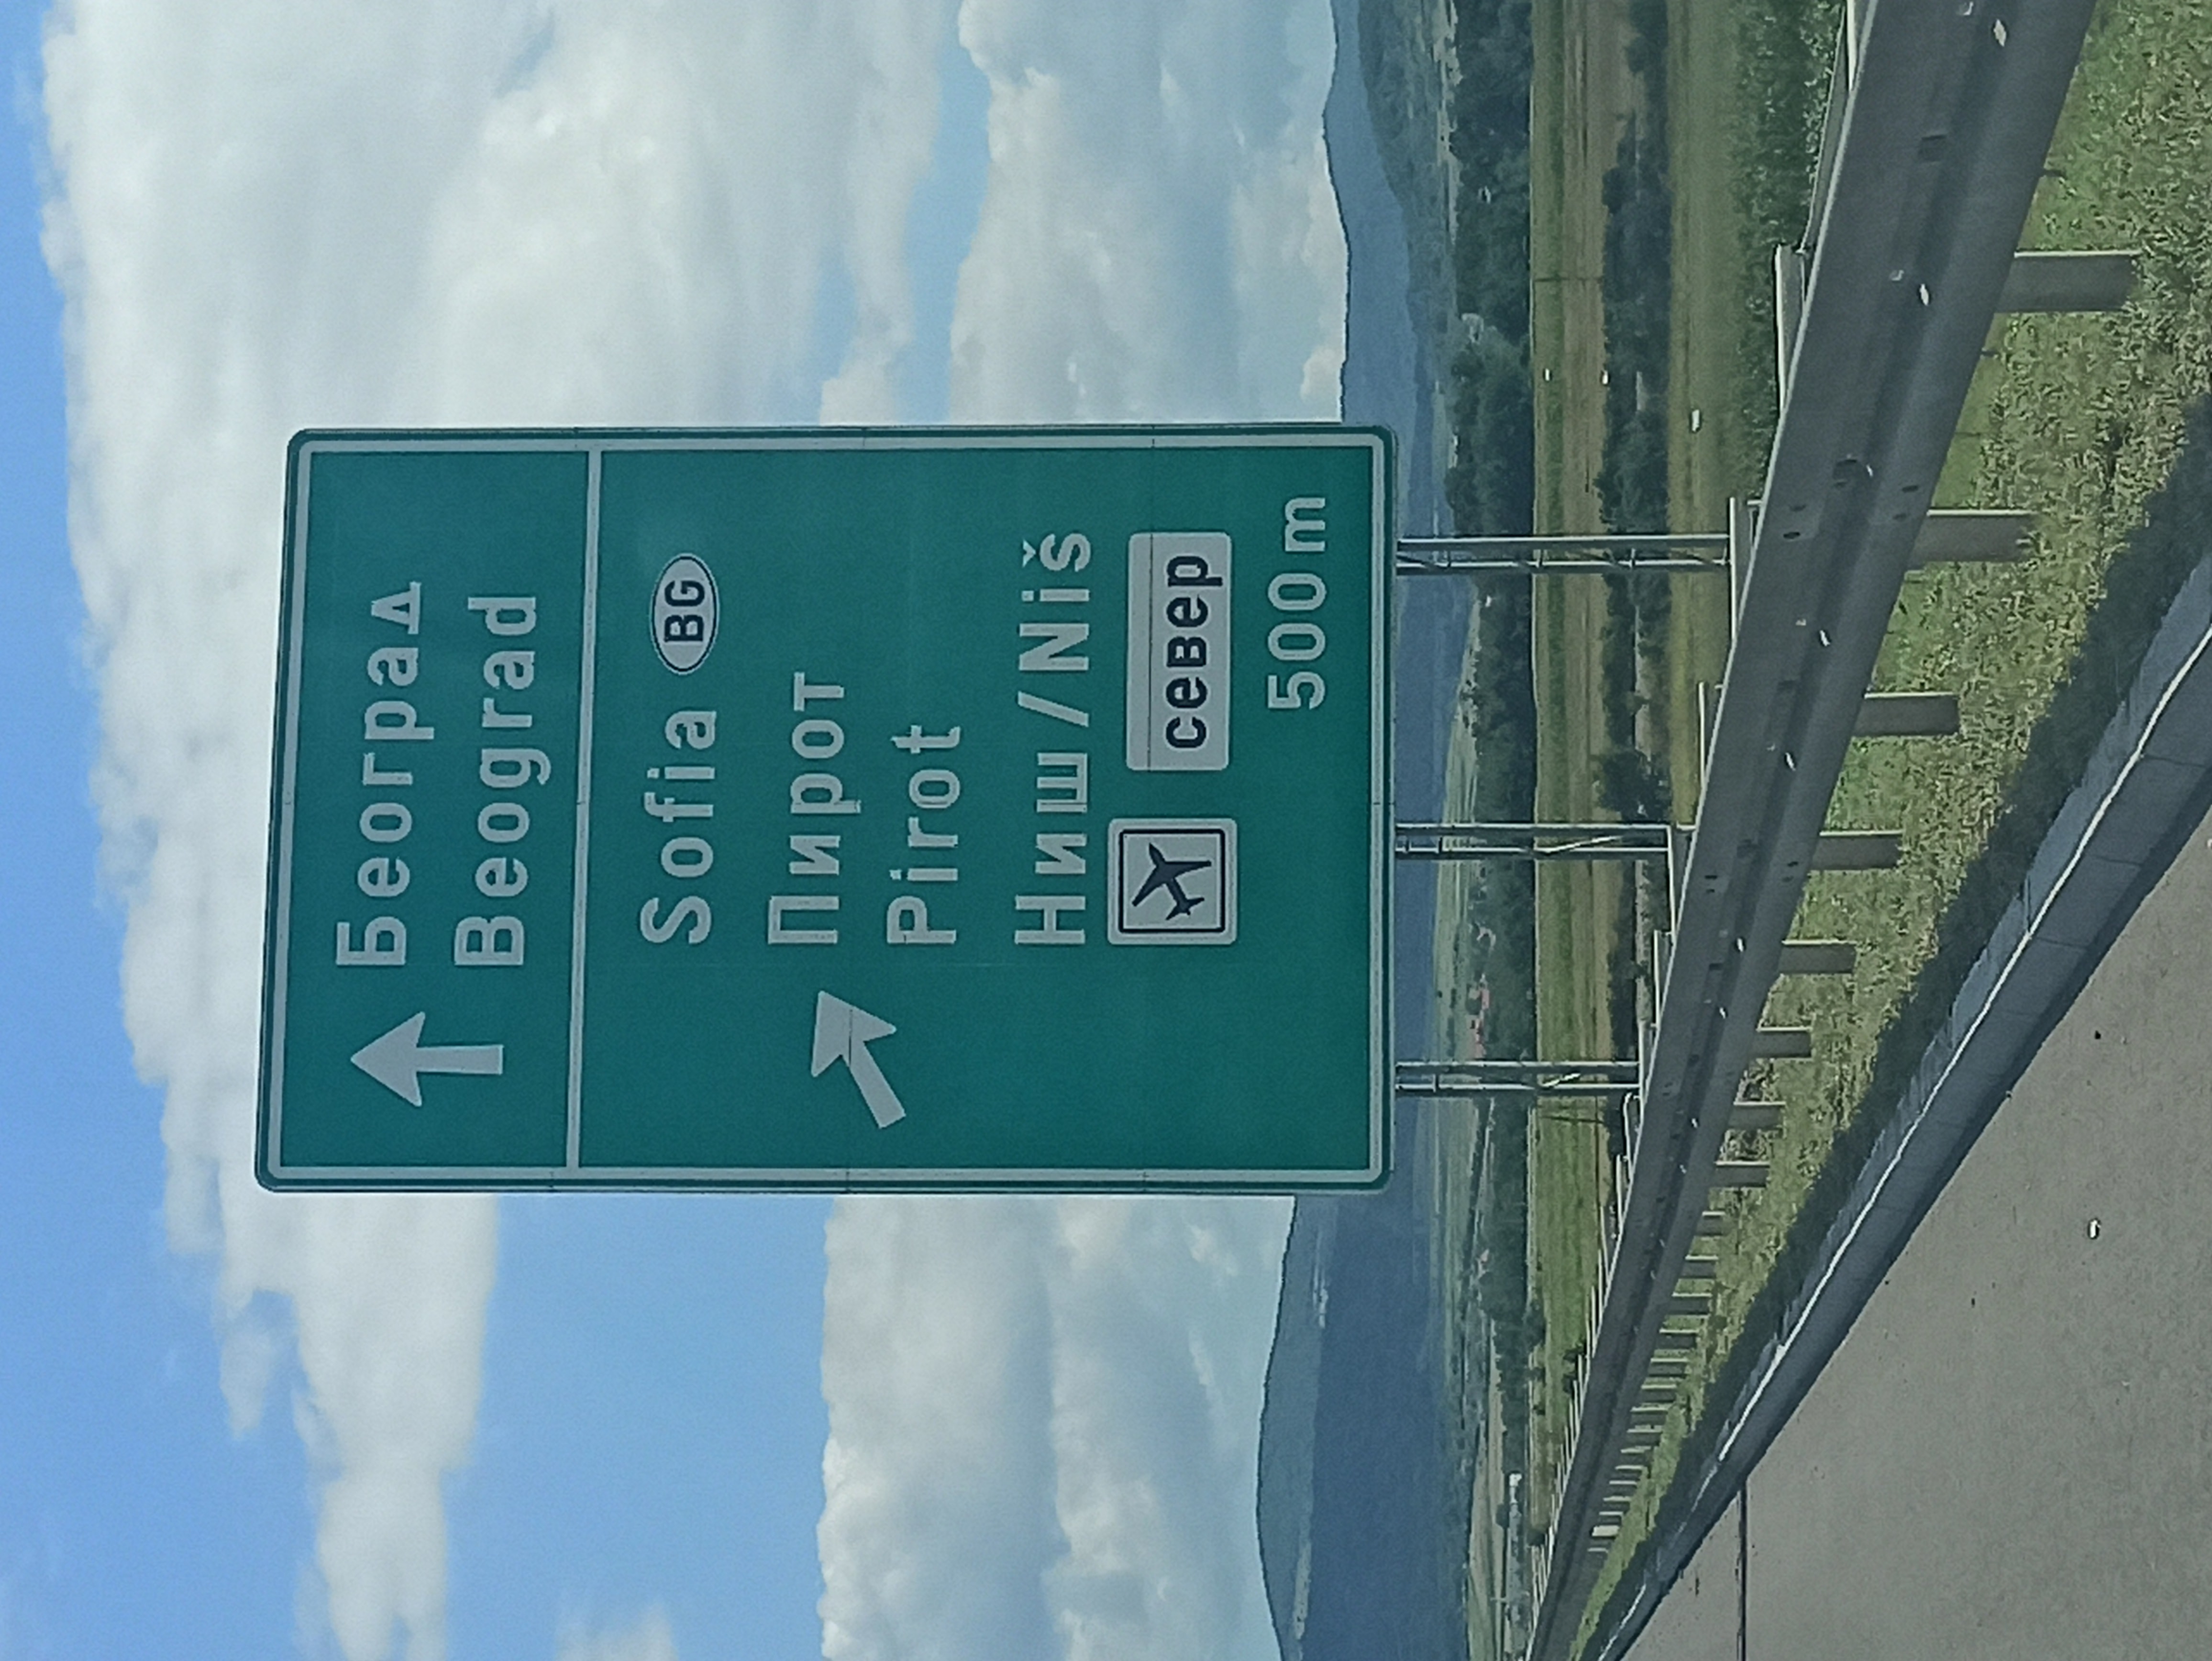 Београд
Beograd
Sofia BG
Пирот
Pirot
Ниш/Niš
север
500 m